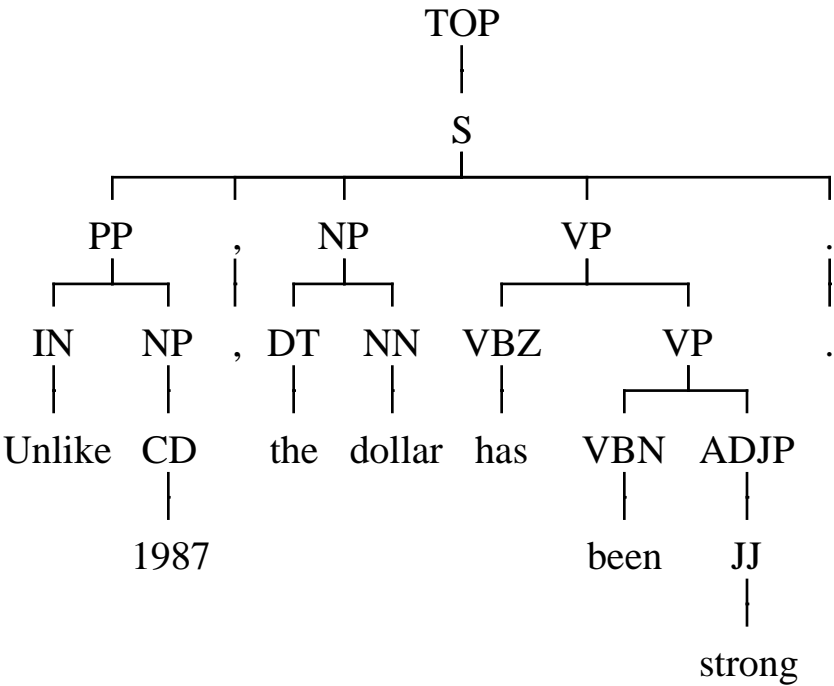 TOP
S
PP , NP VP .
IN NP , DT NN VBZ VP .
Unlike CD the dollar has VBN ADJP
1987 been JJ
strong